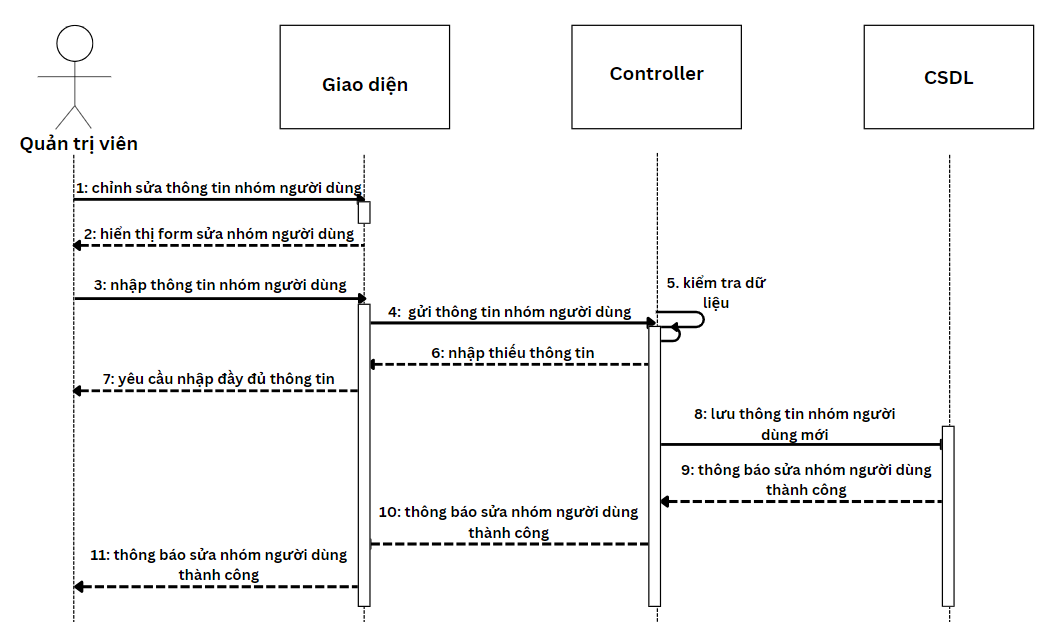 Giao diện
Controller
CSDL
Quản trị viên
1: chỉnh sửa thông tin nhóm người dùng
2: hiển thị form sửa nhóm người dùng
3: nhập thông tin nhóm người dùng
5. kiểm tra dữ
liệu
4: gửi thông tin nhóm người dùng
6: nhập thiếu thông tin
7: yêu cầu nhập đầy đủ thông tin
8: lưu thông tin nhóm người
dùng mới
9: thông báo sửa nhóm người dùng
thành công
10: thông báo sửa nhóm người dùng
thành công
11: thông báo sửa nhóm người dùng
thành công